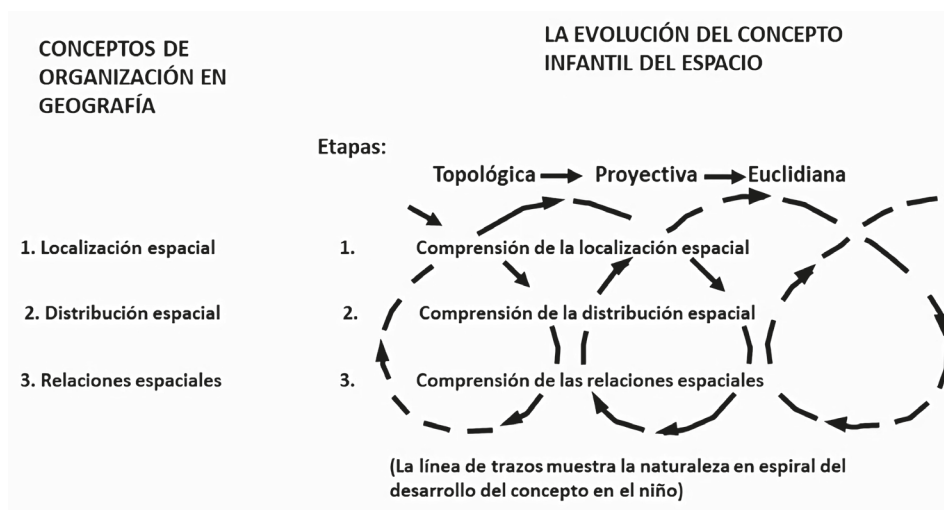 CONCEPTOS DE
ORGANIZACIÓN EN
GEOGRAFÍA
LA EVOLUCIÓN DEL CONCEPTO
INFANTIL DEL ESPACIO
Etapas:
Topológica
Proyectiva
Euclidiana
1. Localización espacial
1. Comprensión de la localización espacial
2. Distribución espacial
2. Comprensión de la distribución espacial
3. Relaciones espaciales
3. Comprensión de las relaciones espaciales
(La línea de trazos muestra la naturaleza en espiral del
desarrollo del concepto en el niño)